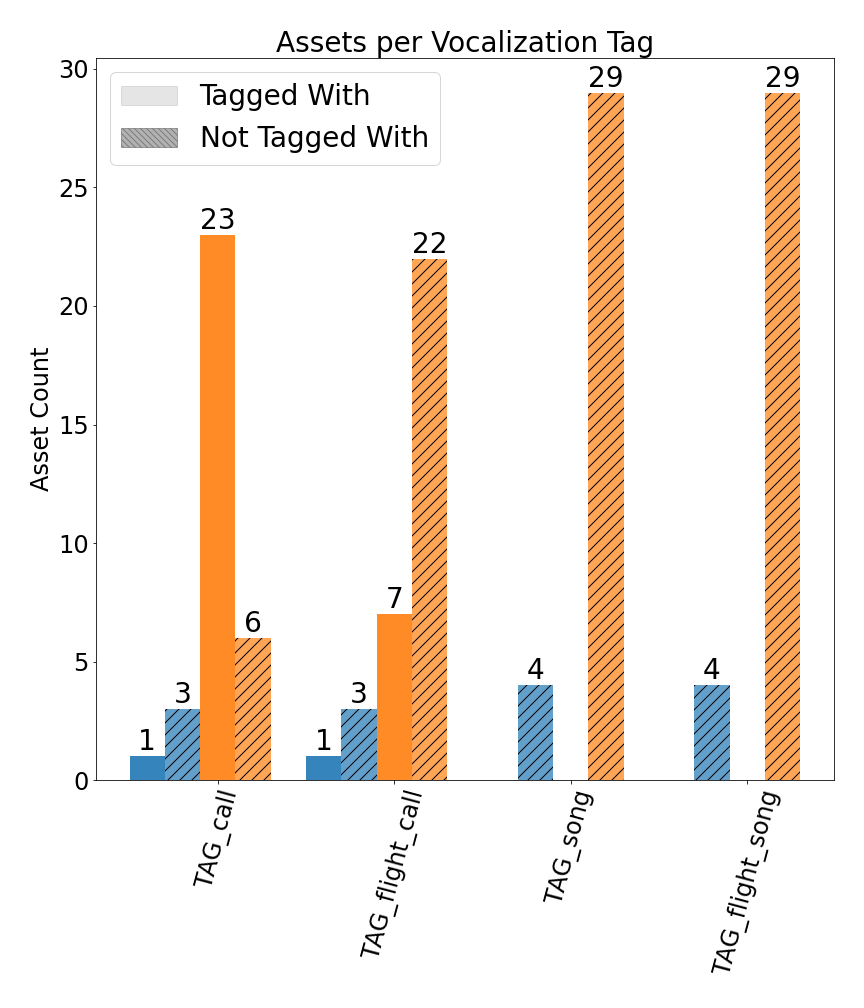 Assets per Vocalization Tag
Tagged With
Not Tagged With
Asset Count
30
25
20
15
10
5
0
1
3
23
6
1
3
7
22
4
29
4
29
TAG_call
TAG_flight_call
TAG_song
TAG_flight_song